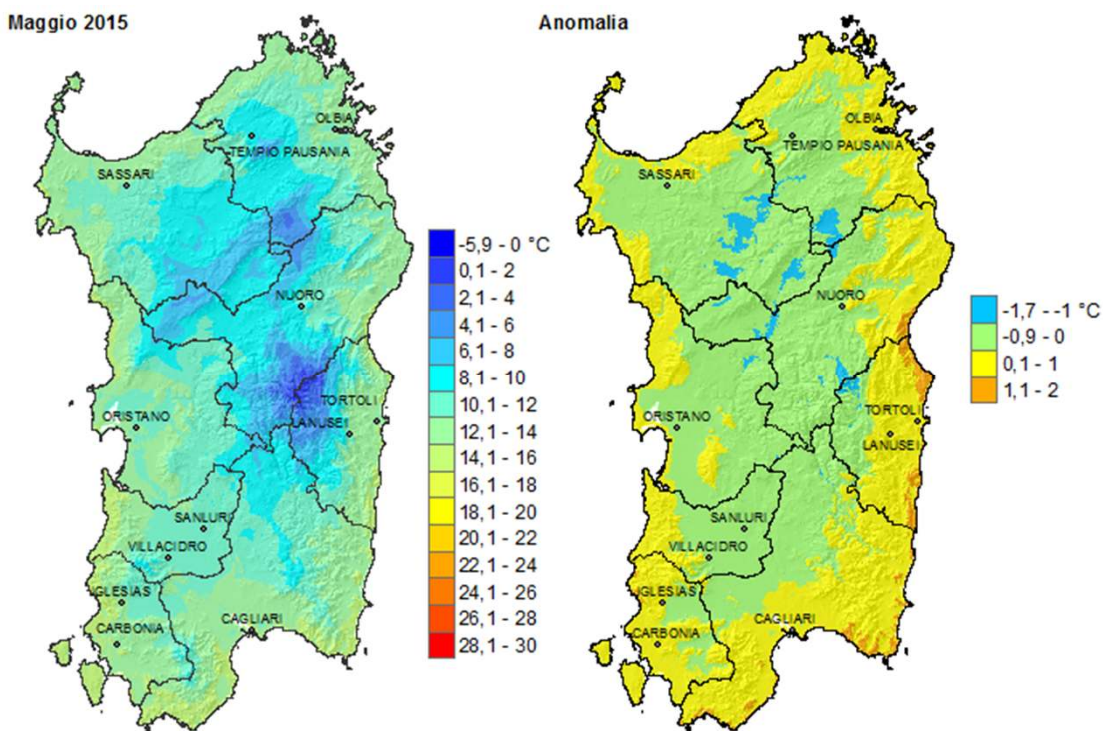 Maggio 2015
OLBIA
TEMPIO PAUSANIA
SASSARI
NUORO
ORISTANO
TORTOLI
LANUSEI
SANLURI
VILLACIDRO
IGLESIAS
CARBONIA
CAGLIARI
-5,9 - 0 °C
0,1 - 2
2,1 - 4
4,1 - 6
6,1 - 8
8,1 - 10
10,1 - 12
12,1 - 14
14,1 - 16
16,1 - 18
18,1 - 20
20,1 - 22
22,1 - 24
24,1 - 26
26,1 - 28
28,1 - 30
Anomalia
OLBIA
TEMPIO PAUSANIA
SASSARI
NUORO
ORISTANO
TORTOLI
LANUSEI
SANLURI
VILLACIDRO
IGLESIAS
CARBONIA
CAGLIARI
-1,7 - -1 °C
-0,9 - 0
0,1 - 1
1,1 - 2